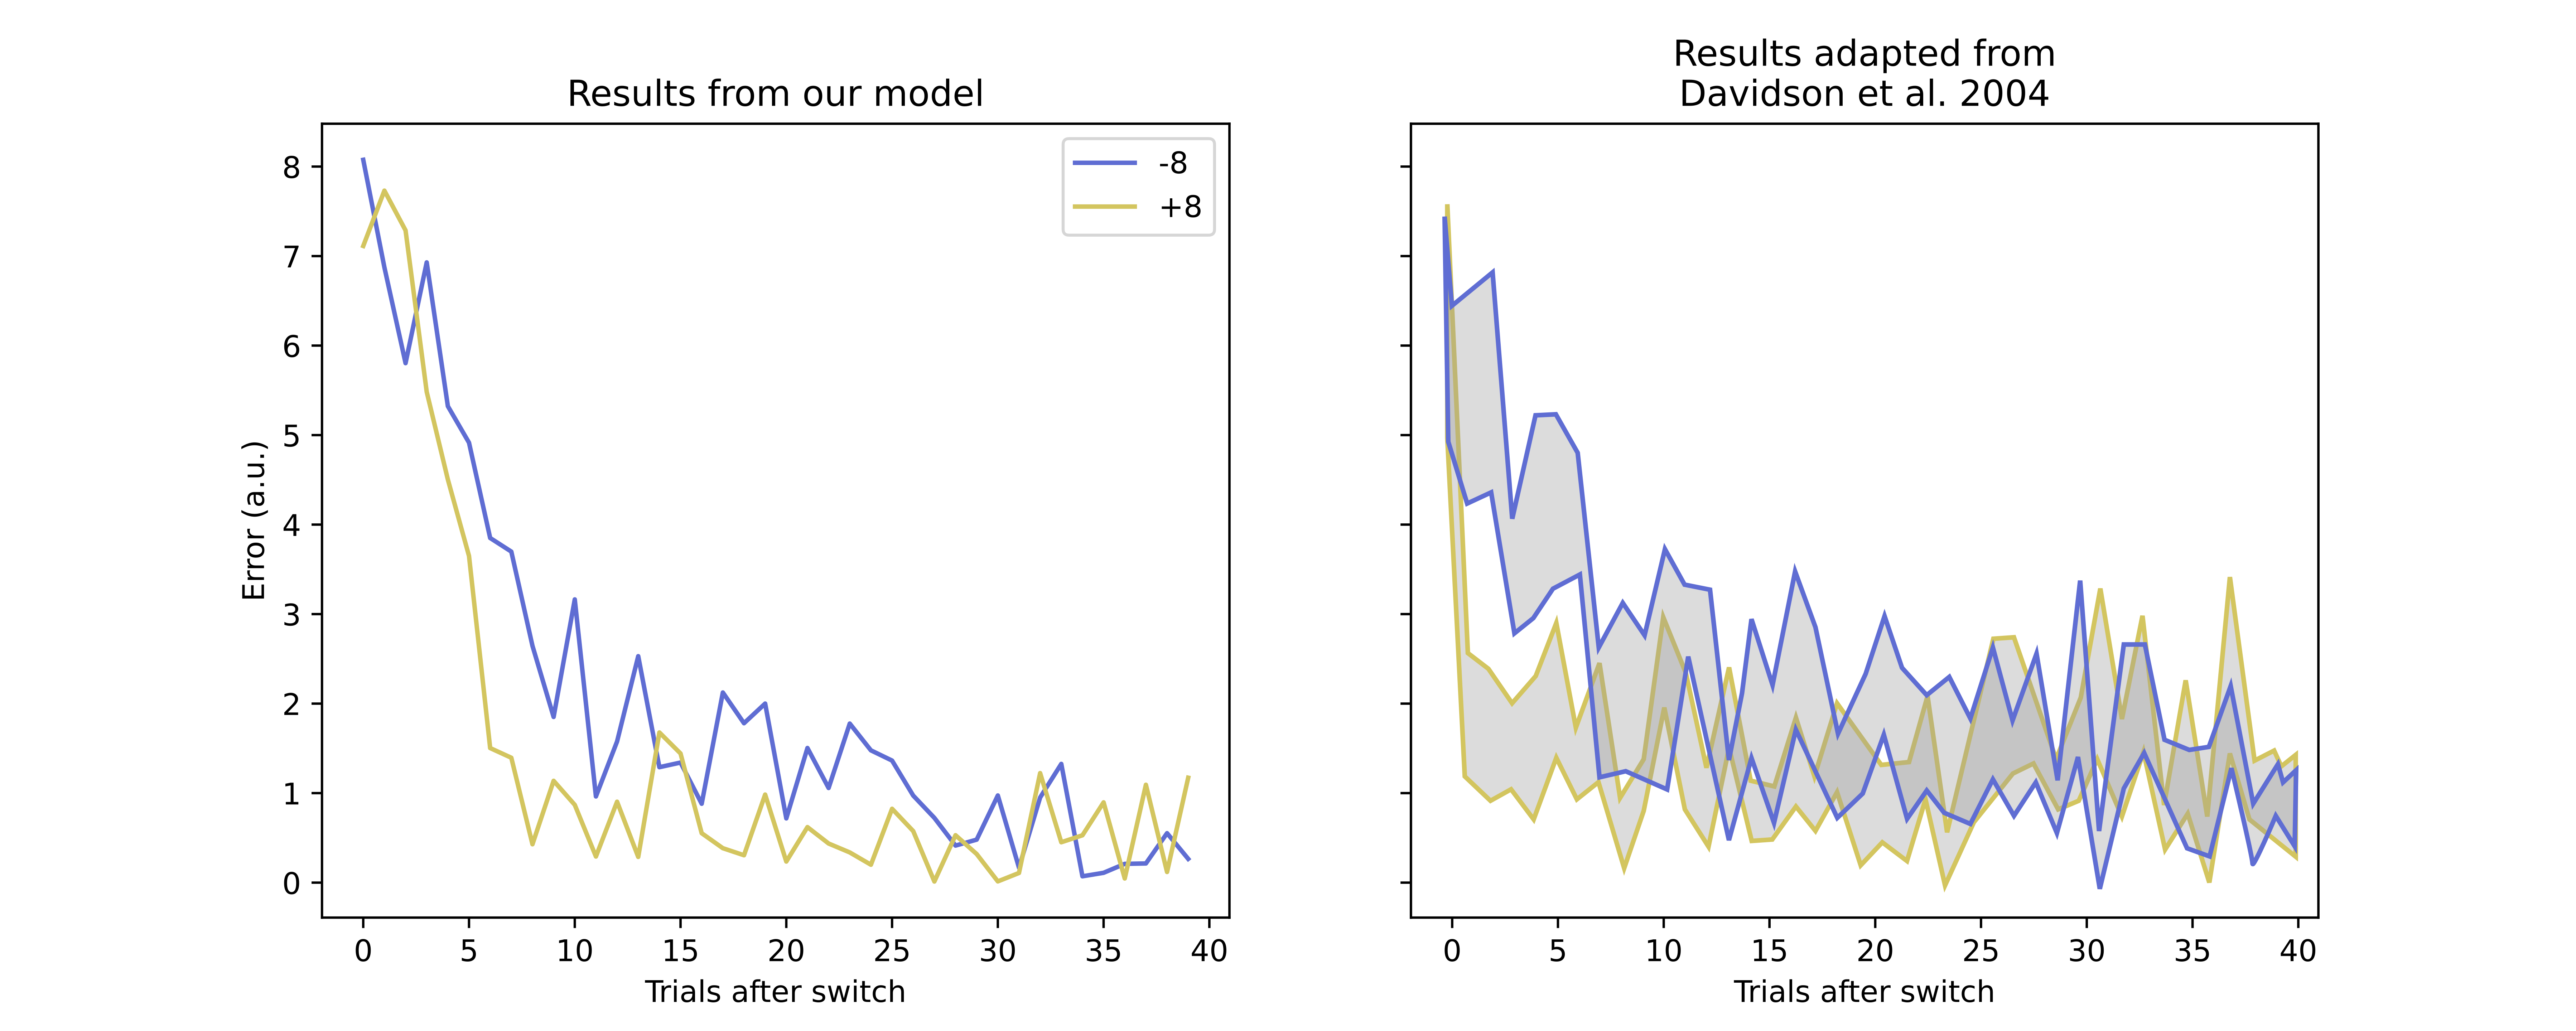 Results from our model
8
7
6
5
4
3
2
1
0
Error (a.u.)
0 5 10 15 20 25 30 35 40
Trials after switch
-8
+8
Results adapted from
Davidson et al. 2004
0 5 10 15 20 25 30 35 40
Trials after switch